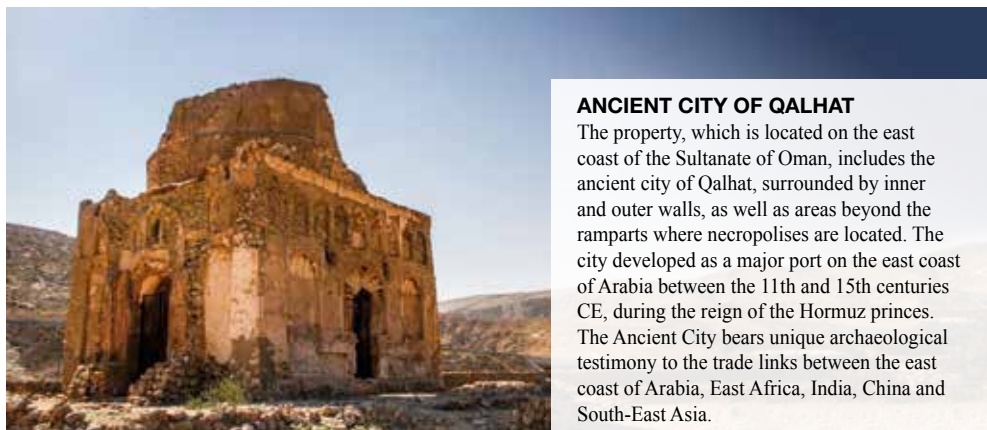 ANCIENT CITY OF QALHAT
The property, which is located on the east
coast of the Sultanate of Oman, includes the
ancient city of Qalhat, surrounded by inner
and outer walls, as well as areas beyond the
ramparts where necropolises are located. The
city developed as a major port on the east coast
of Arabia between the 11th and 15th centuries
CE, during the reign of the Hormuz princes.
The Ancient City bears unique archaeological
testimony to the trade links between the east
coast of Arabia, East Africa, India, China and
South-East Asia.